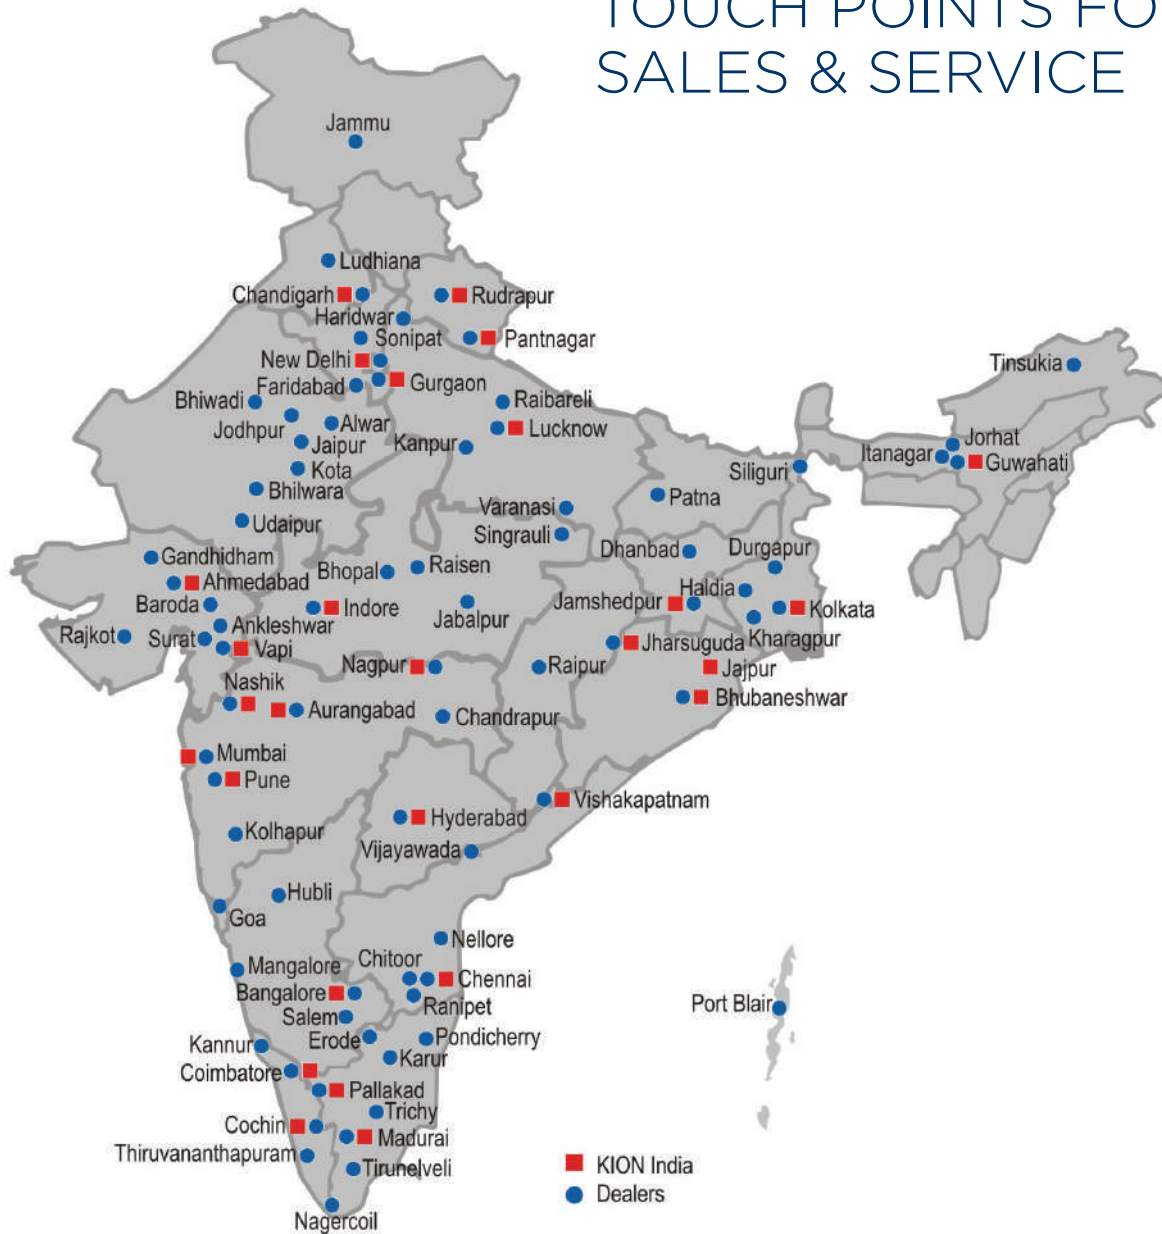 TOUCH POINTS FO
SALES & SERVICE
Jammu
Ludhiana
Chandigarh
Rudrapur
Haridwar
Sonipat
Pantnagar
New Delhi
Tinsukia
Faridabad
Gurgaon
Bhiwadi
Raibareli
Jodhpur
Alwar
Lucknow
Jaipur
Kanpur
Jorhat
Itanagar
Guwahati
Kota
Siliguri
Bhilwara
Patna
Varanasi
Udaipur
Singrauli
Gandhidham
Dhanbad
Durgapur
Bhopal
Raisen
Ahmedabad
Haldia
Baroda
Indore
Jabalpur
Jamshedpur
Kolkata
Rajkot
Ankleshwar
Surat
Kharagpur
Vapi
Jharsuguda
Nagpur
Raipur
Jajpur
Nashik
Bhubaneshwar
Aurangabad
Chandrapur
Mumbai
Pune
Vishakapatnam
Hyderabad
Kolhapur
Vijayawada
Hubli
Goa
Nellore
Chitoor
Mangalore
Chennai
Bangalore
Ranipet
Port Blair
Salem
Erode
Pondicherry
Kannur
Karur
Coimbatore
Pallakad
Trichy
Cochin
Madurai
Thiruvananthapuram
Tirunelveli
KION India
Dealers
Nagercoil